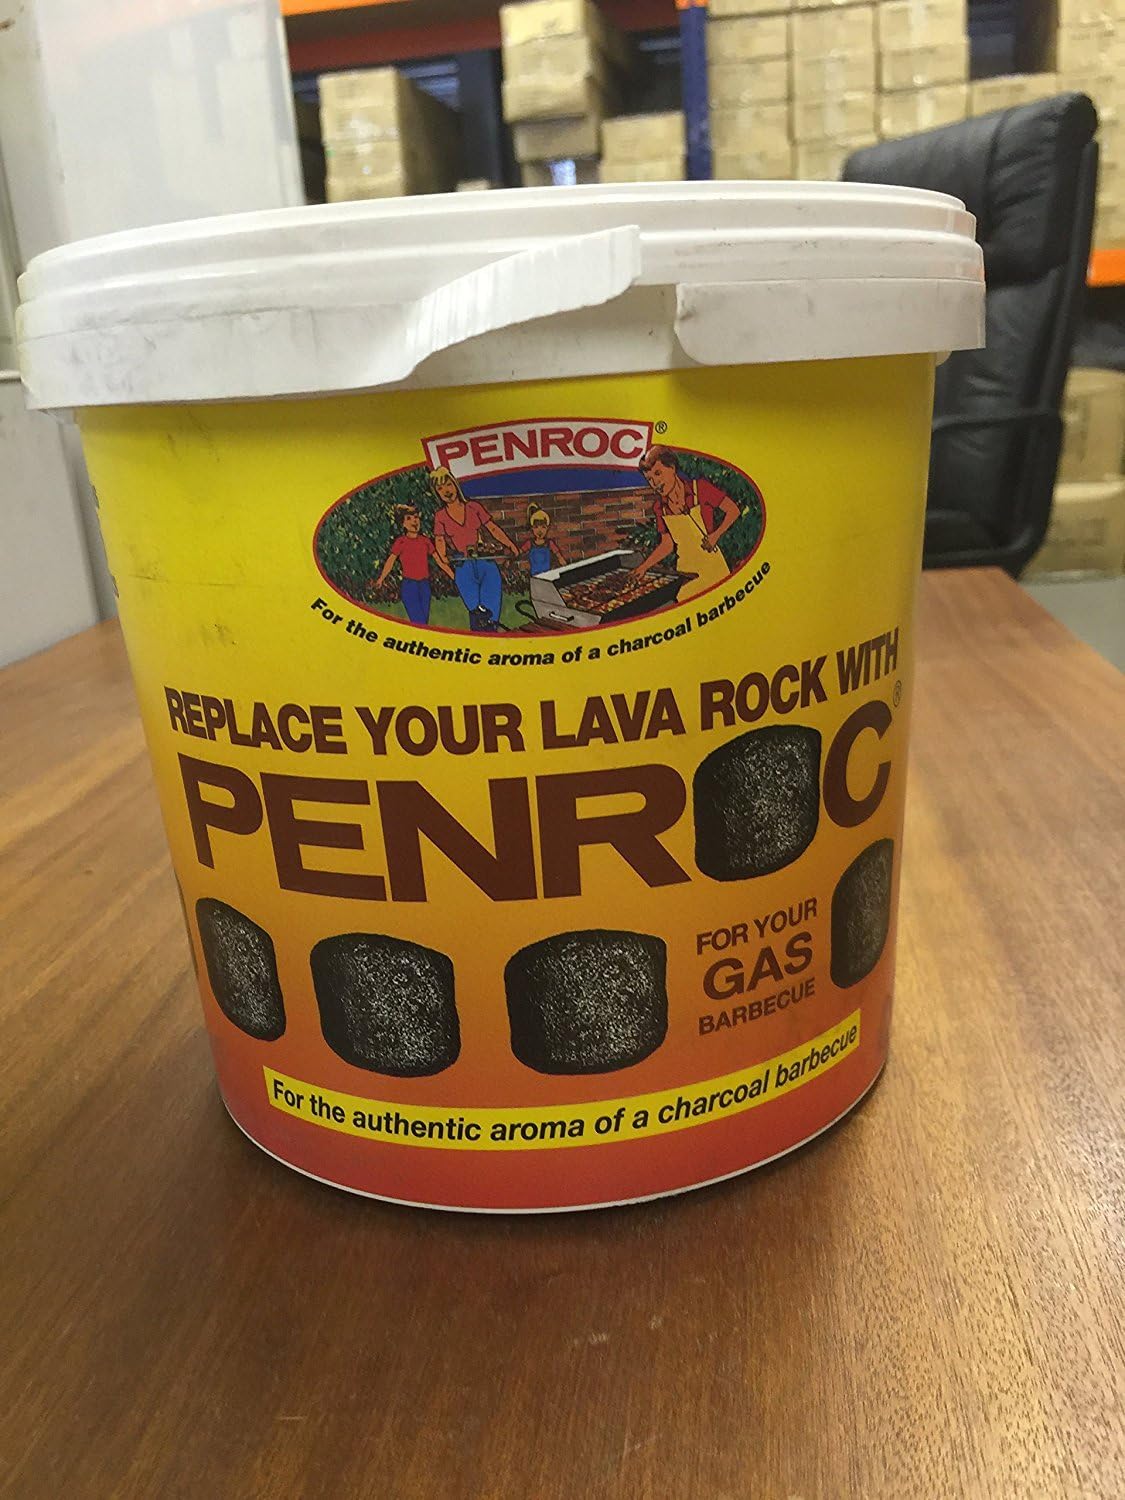 PENROC®
For the authentic aroma of a charcoal barbecue
REPLACE YOUR LAVA ROCK WITH
PENROC®
FOR YOUR
GAS
BARBECUE
For the authentic aroma of a charcoal barbecue